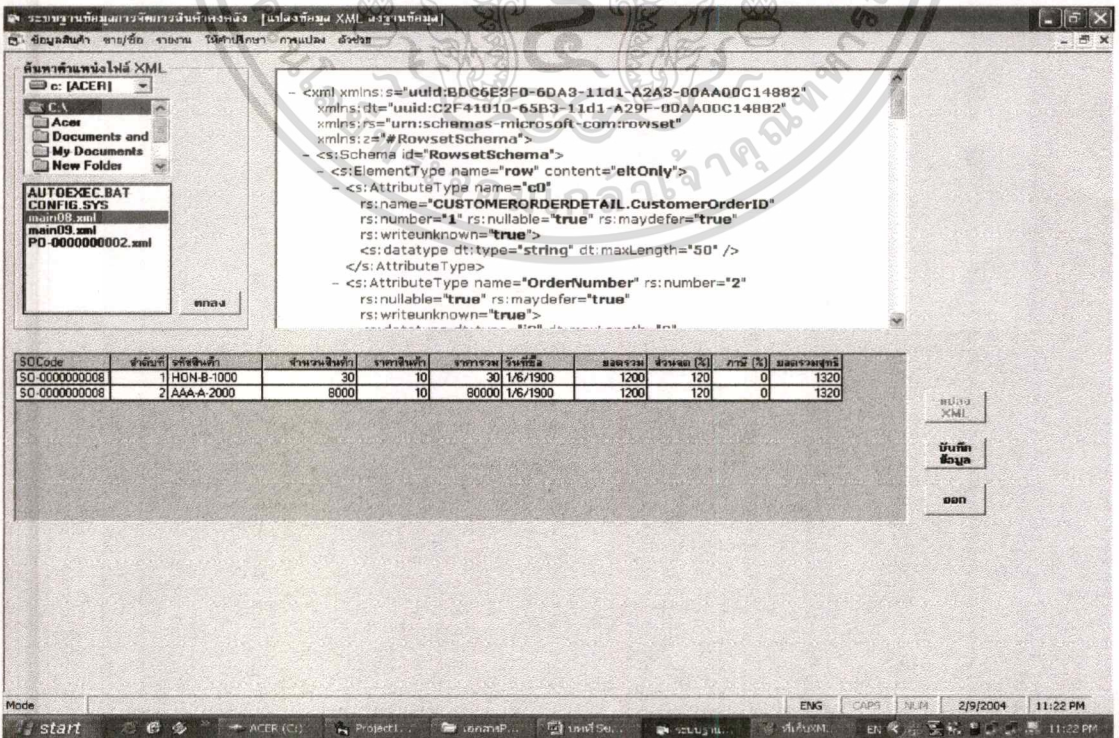 ระบบฐานข้อมูลการจัดการสินค้าคงคลัง - [แปลงข้อมูล XML ลงฐานข้อมูล]
ข้อมูลสินค้า ขาย/ซื้อ รายงาน ให้คำปรึกษา การแปลง ตัวช่วย
ค้นหาตำแหน่งไฟล์ XML
c: [ACER]
C:\
Acer
Documents and
My Documents
New Folder
AUTOEXEC.BAT
CONFIG.SYS
main08.xml
main09.xml
PO-0000000002.xml
ตกลง
- <xml xmlns:s="uuid:BDC6E3F0-6DA3-11d1-A2A3-00AA00C14882"
xmlns:dt="uuid:C2F41010-65B3-11d1-A29F-00AA00C14882"
xmlns:rs="urn:schemas-microsoft-com:rowset"
xmlns:z="#RowsetSchema">
- <s:Schema id="RowsetSchema">
- <s:ElementType name="row" content="eltOnly">
- <s:AttributeType name="c0"
rs:name="CUSTOMERORDERDETAIL.CustomerOrderID"
rs:number="1" rs:nullable="true" rs:maydefer="true"
rs:writeunknown="true">
<s:datatype dt:type="string" dt:maxLength="50" />
</s:AttributeType>
- <s:AttributeType name="OrderNumber" rs:number="2"
rs:nullable="true" rs:maydefer="true"
rs:writeunknown="true">
SOCode ลำดับที่ รหัสสินค้า จำนวนสินค้า ราคาสินค้า ราคารวม วันที่ซื้อ ยอดรวม ส่วนลด (%) ภาษี (%) ยอดรวมสุทธิ
SO-0000000008 1 HON-B-1000 30 10 30 1/6/1900 1200 120 0 1320
SO-0000000008 2 AAA-A-2000 8000 10 80000 1/6/1900 1200 120 0 1320
แปลง
XML
บันทึก
ข้อมูล
ออก
Mode ENG CAPS NUM 2/9/2004 11:22 PM
start ACER (C:) Project1... เอกสารP... ระบบฐาน... EN 11:22 PM